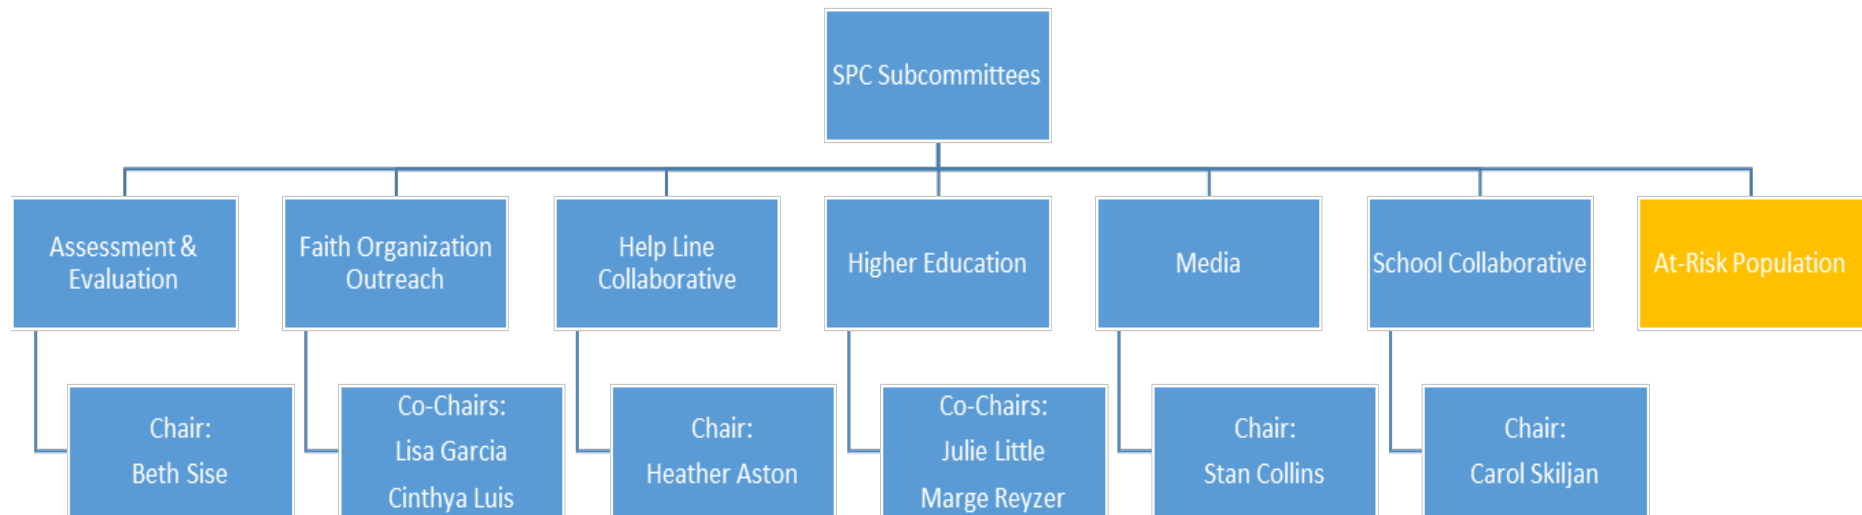 SPC Subcommittees
Assessment &
Evaluation
Faith Organization
Outreach
Help Line
Collaborative
Higher Education
Media
School Collaborative
At-Risk Population
Chair:
Beth Sise
Co-Chairs:
Lisa Garcia
Cinthya Luis
Chair:
Heather Aston
Co-Chairs:
Julie Little
Marge Reyzer
Chair:
Stan Collins
Chair:
Carol Skiljan